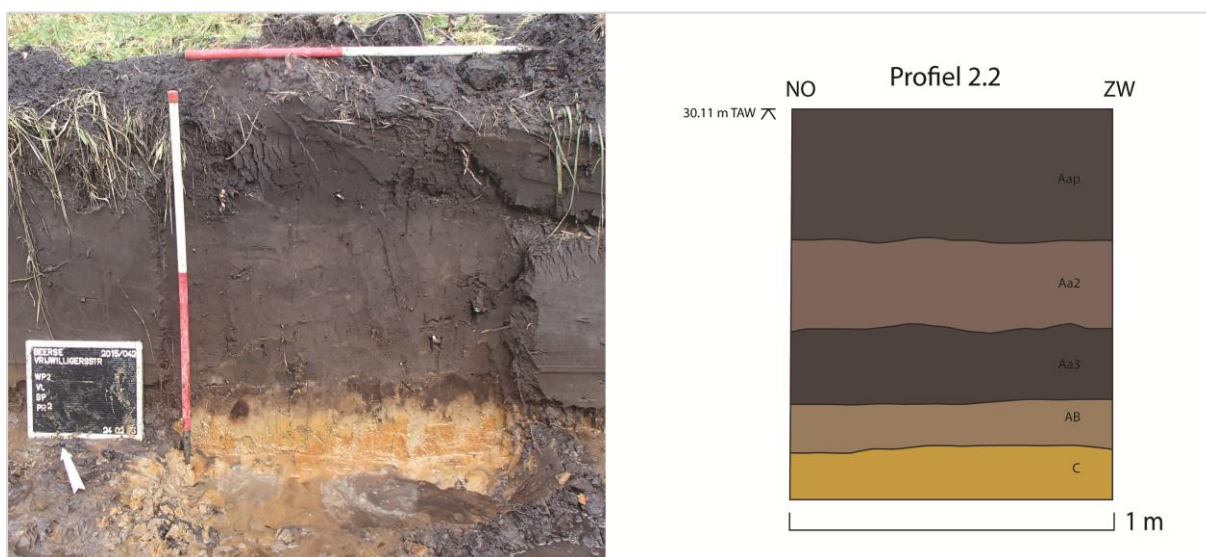 BEERSE 2015/042
VRIJWILLIGERSSTR
WP2
VL
SP
PR2
Profiel 2.2
NO
ZW
30.11 m TAW
Aap
Aa2
Aa3
AB
C
1 m